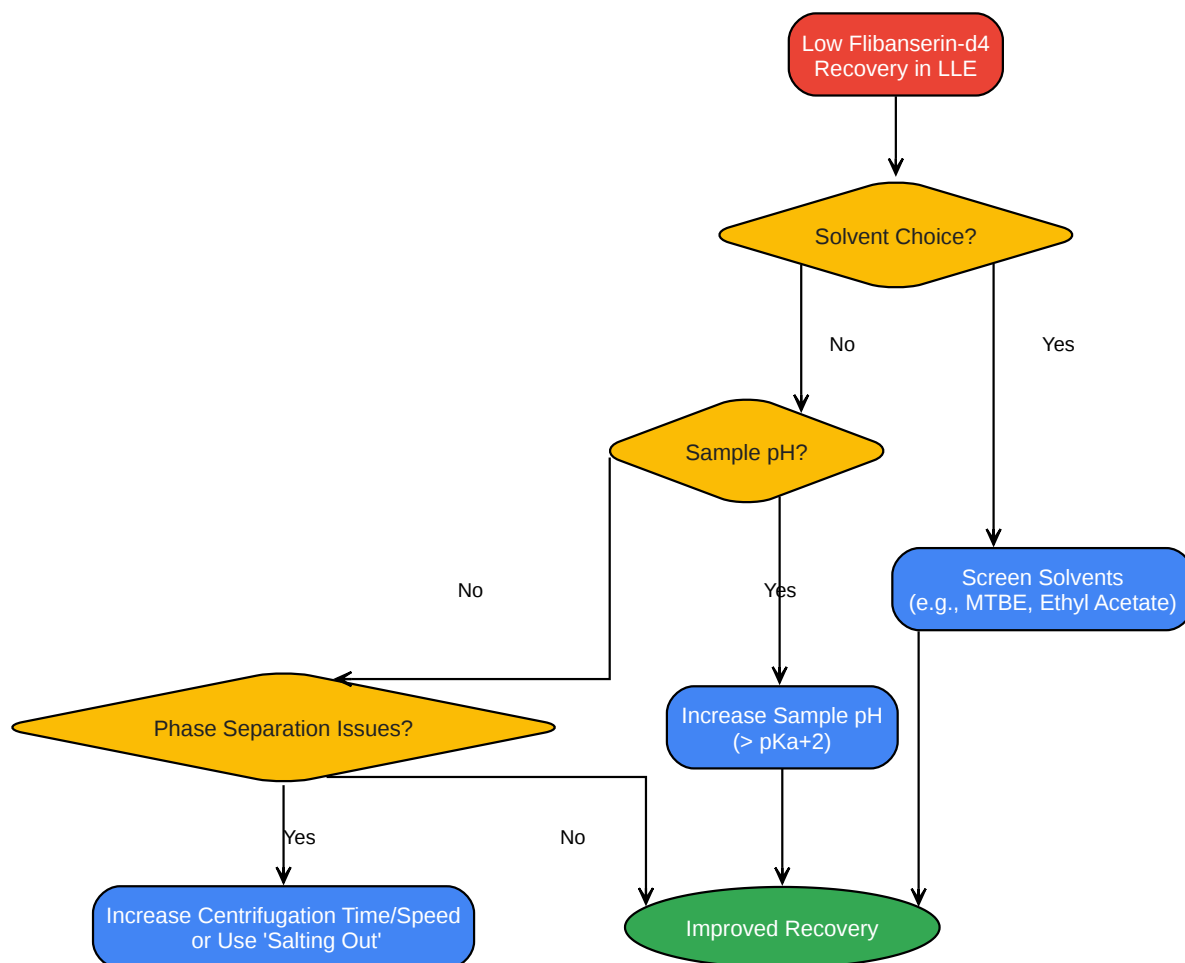 Low Flibanserin-d4
Recovery in LLE
Solvent Choice?
No
Yes
Sample pH?
No
Yes
Screen Solvents
(e.g., MTBE, Ethyl Acetate)
Phase Separation Issues?
Increase Sample pH
(> pKa+2)
Yes
No
Increase Centrifugation Time/Speed
or Use 'Salting Out'
Improved Recovery